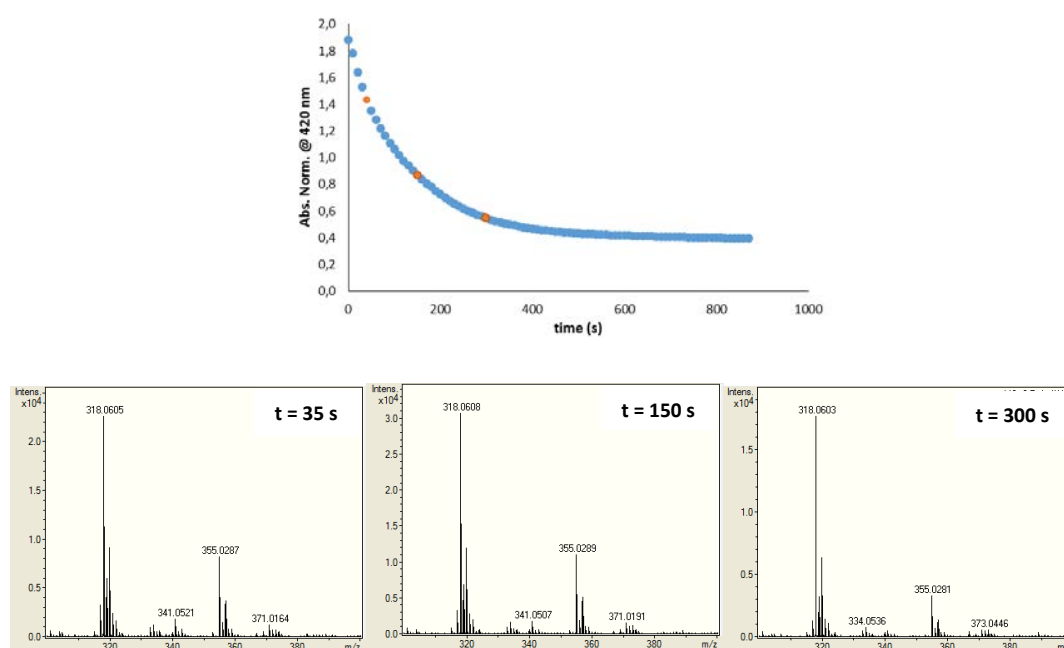 Abs. Norm. @ 420 nm
2,0
1,8
1,6
1,4
1,2
1,0
0,8
0,6
0,4
0,2
0,0
0 200 400 600 800 1000
time (s)
Intens.
x10⁴
318.0605
t = 35 s
2.0
1.5
1.0
0.5
0.0
355.0287
341.0521
371.0164
320 340 360 380 m/z
Intens.
x10⁴
318.0608
t = 150 s
3.0
2.5
2.0
1.5
1.0
0.5
0.0
355.0289
341.0507
371.0191
320 340 360 380 m/z
Intens.
x10⁴
318.0603
t = 300 s
1.5
1.0
0.5
0.0
355.0281
334.0536
373.0446
320 340 360 380 m/z